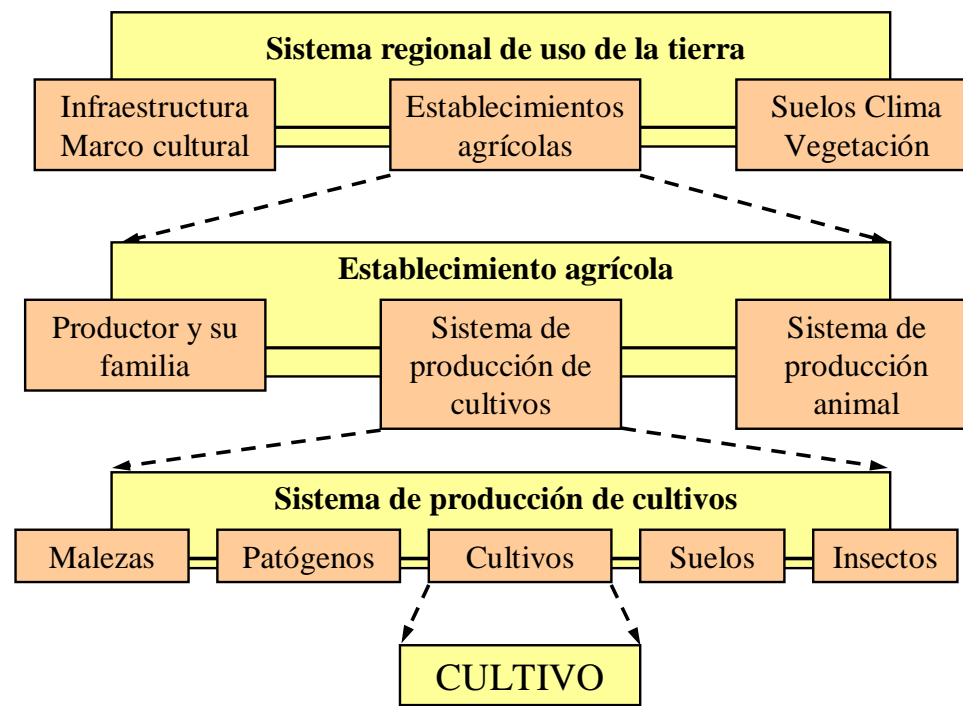 Sistema regional de uso de la tierra
Infraestructura
Marco cultural
Establecimientos
agrícolas
Suelos Clima
Vegetación
Establecimiento agrícola
Productor y su
familia
Sistema de
producción de
cultivos
Sistema de
producción
animal
Sistema de producción de cultivos
Malezas
Patógenos
Cultivos
Suelos
Insectos
CULTIVO